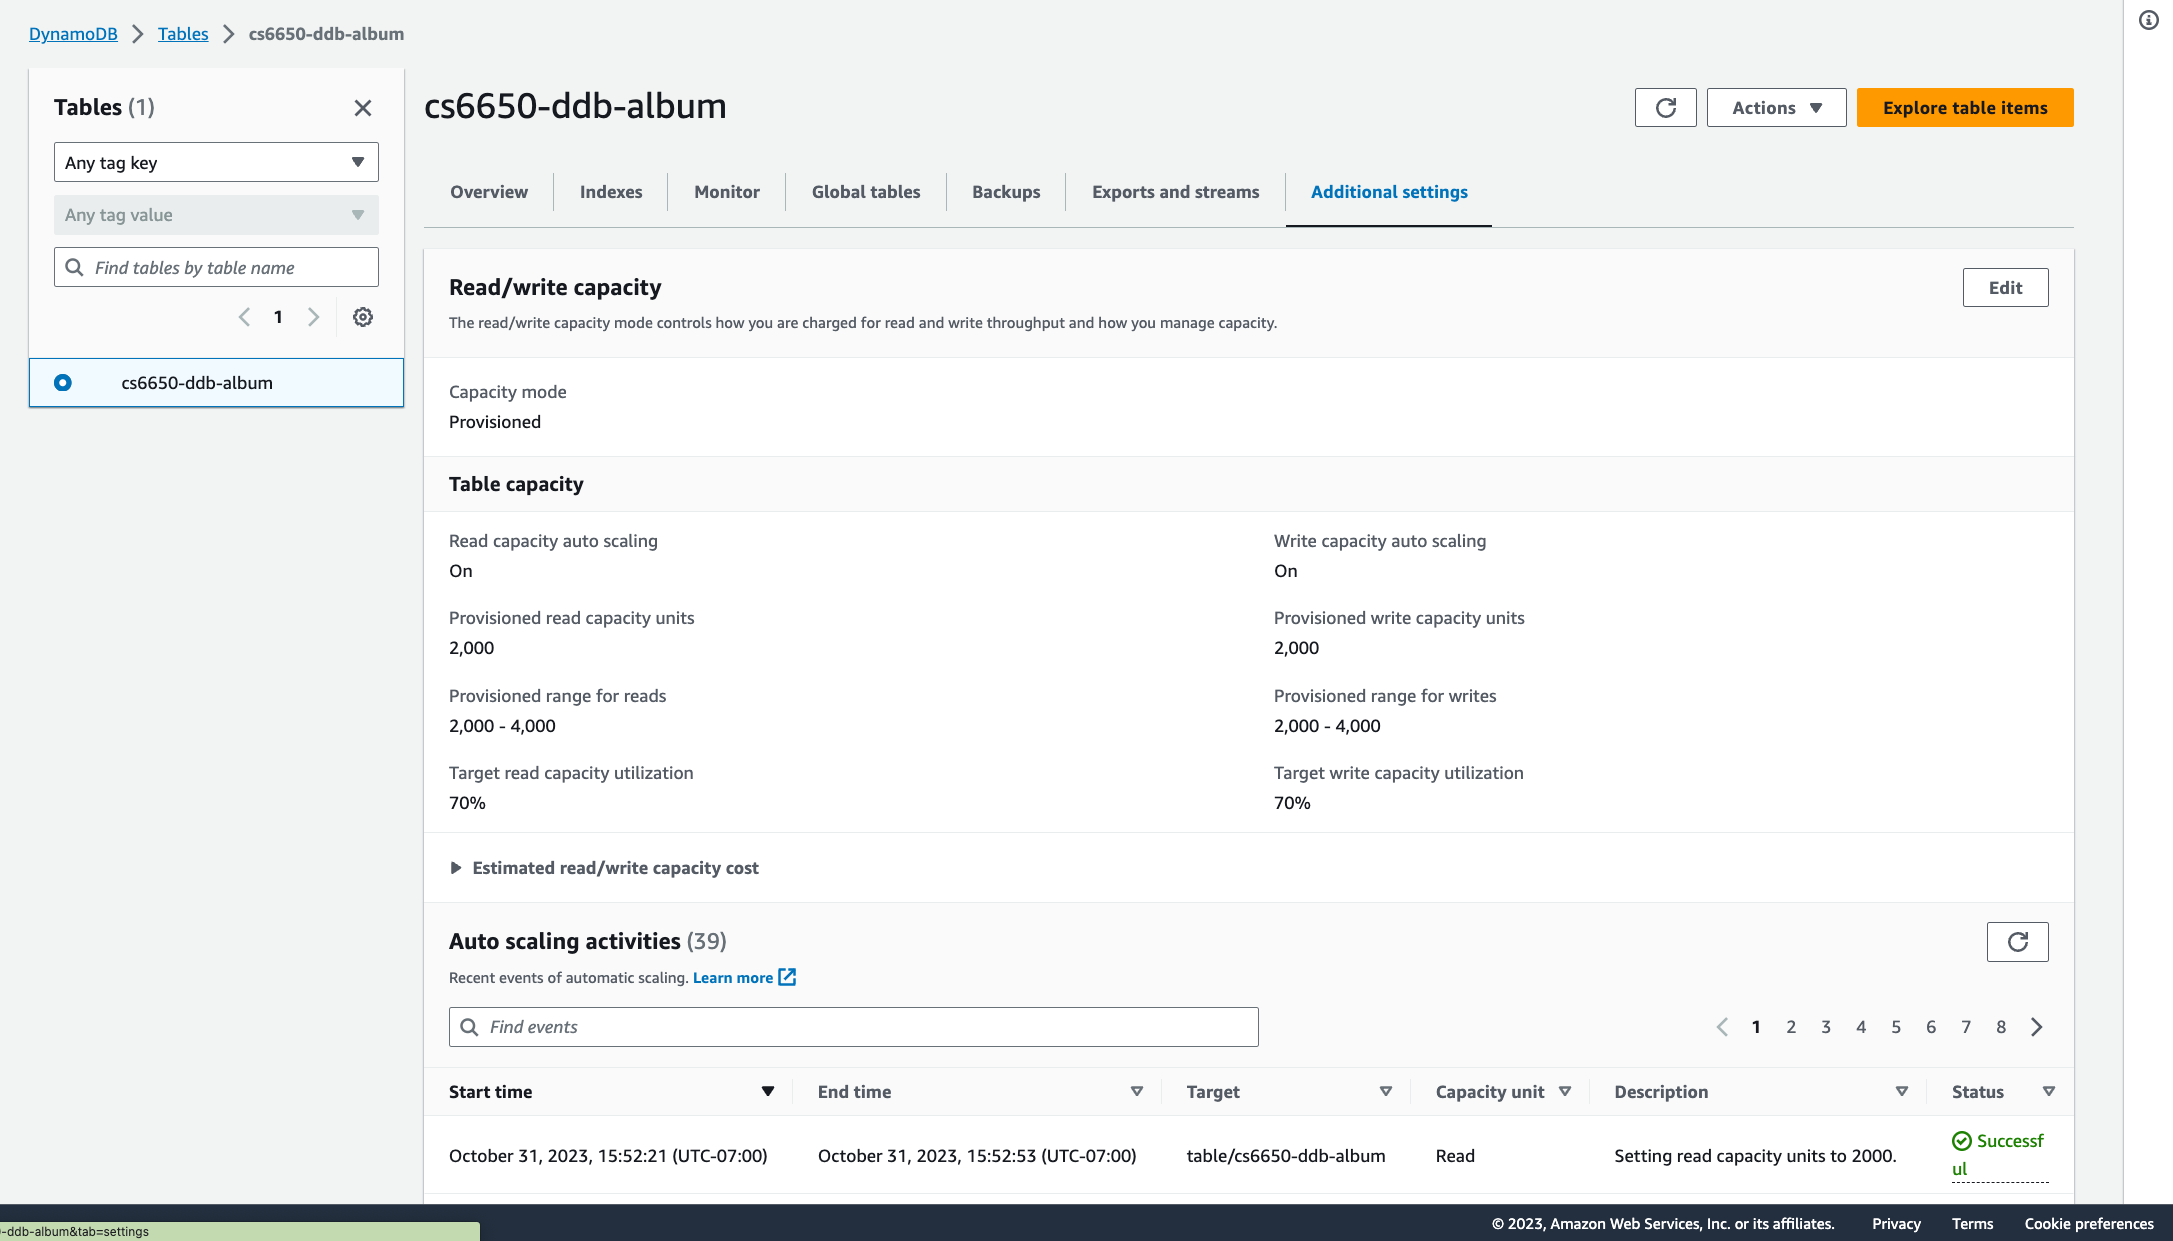 DynamoDB > Tables > cs6650-ddb-album
Tables (1)
Any tag key
Any tag value
Find tables by table name
1
cs6650-ddb-album
cs6650-ddb-album
Actions
Explore table items
Overview
Indexes
Monitor
Global tables
Backups
Exports and streams
Additional settings
Read/write capacity
Edit
The read/write capacity mode controls how you are charged for read and write throughput and how you manage capacity.
Capacity mode
Provisioned
Table capacity
Read capacity auto scaling
On
Write capacity auto scaling
On
Provisioned read capacity units
2,000
Provisioned write capacity units
2,000
Provisioned range for reads
2,000 - 4,000
Provisioned range for writes
2,000 - 4,000
Target read capacity utilization
70%
Target write capacity utilization
70%
Estimated read/write capacity cost
Auto scaling activities (39)
Recent events of automatic scaling. Learn more
Find events
1 2 3 4 5 6 7 8
Start time
End time
Target
Capacity unit
Description
Status
October 31, 2023, 15:52:21 (UTC-07:00)
October 31, 2023, 15:52:53 (UTC-07:00)
table/cs6650-ddb-album
Read
Setting read capacity units to 2000.
Successf
ul
-ddb-album&tab=settings
© 2023, Amazon Web Services, Inc. or its affiliates.
Privacy
Terms
Cookie preferences